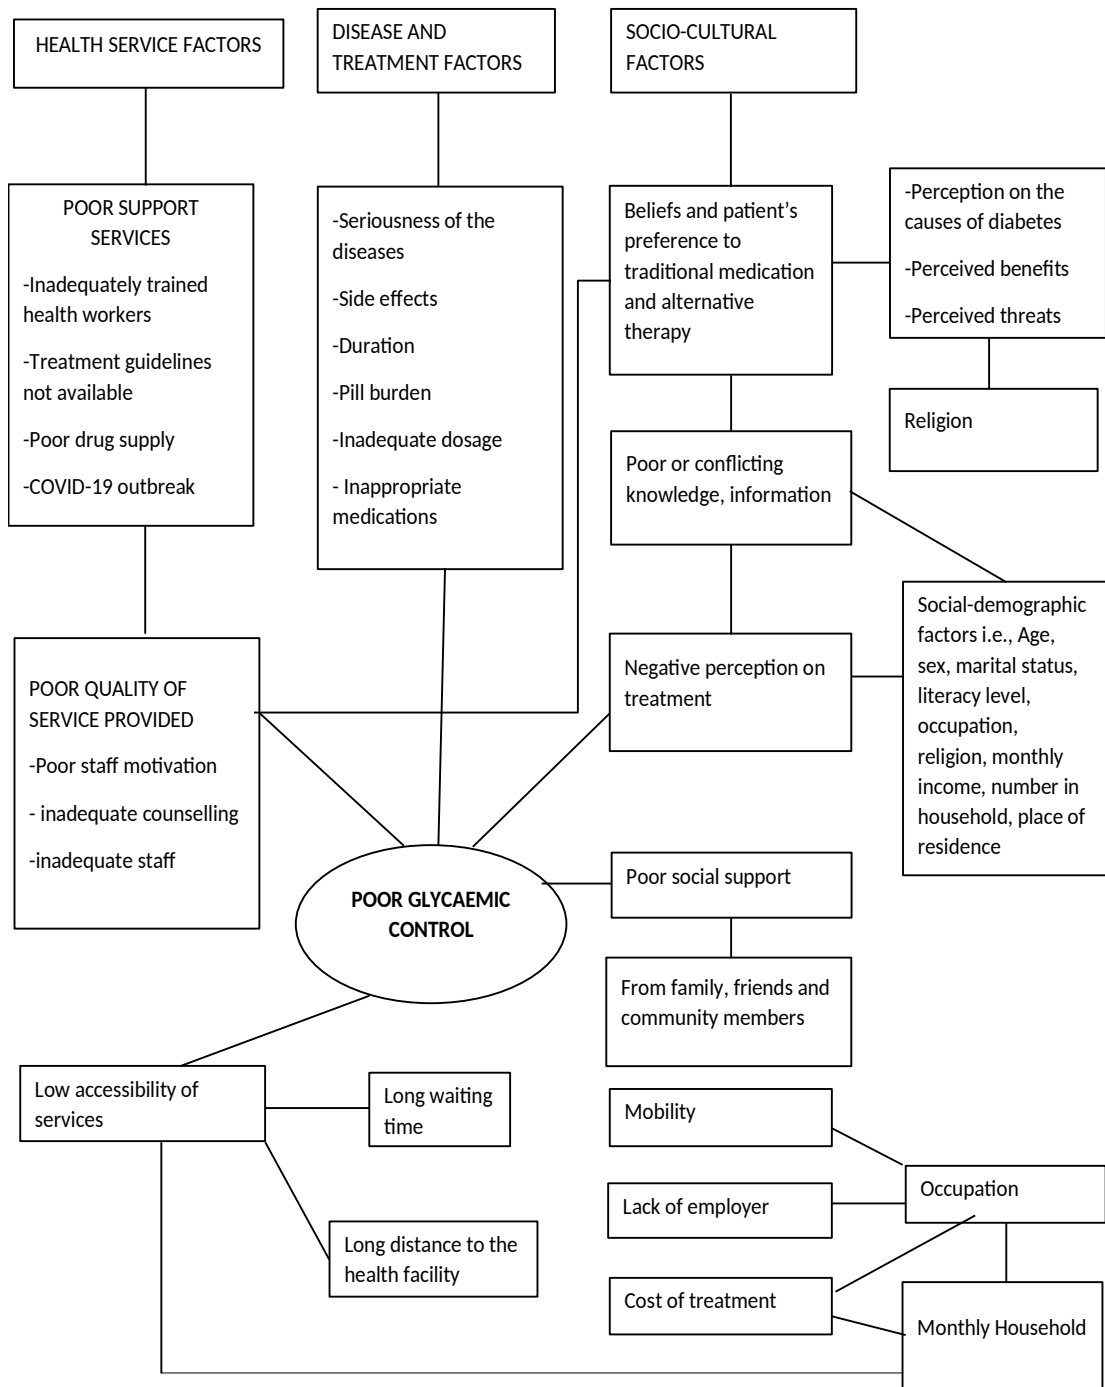 HEALTH SERVICE FACTORS
DISEASE AND
TREATMENT FACTORS
SOCIO-CULTURAL
FACTORS
POOR SUPPORT
SERVICES
-Inadequately trained
health workers
-Treatment guidelines
not available
-Poor drug supply
-COVID-19 outbreak
-Seriousness of the
diseases
-Side effects
-Duration
-Pill burden
-Inadequate dosage
- Inappropriate
medications
Beliefs and patient’s
preference to
traditional medication
and alternative
therapy
-Perception on the
causes of diabetes
-Perceived benefits
-Perceived threats
Religion
Poor or conflicting
knowledge, information
Social-demographic
factors i.e., Age,
sex, marital status,
literacy level,
occupation,
religion, monthly
income, number in
household, place of
residence
Negative perception on
treatment
POOR QUALITY OF
SERVICE PROVIDED
-Poor staff motivation
- inadequate counselling
-inadequate staff
POOR GLYCAEMIC
CONTROL
Poor social support
From family, friends and
community members
Low accessibility of
services
Long waiting
time
Long distance to the
health facility
Mobility
Lack of employer
Cost of treatment
Occupation
Monthly Household